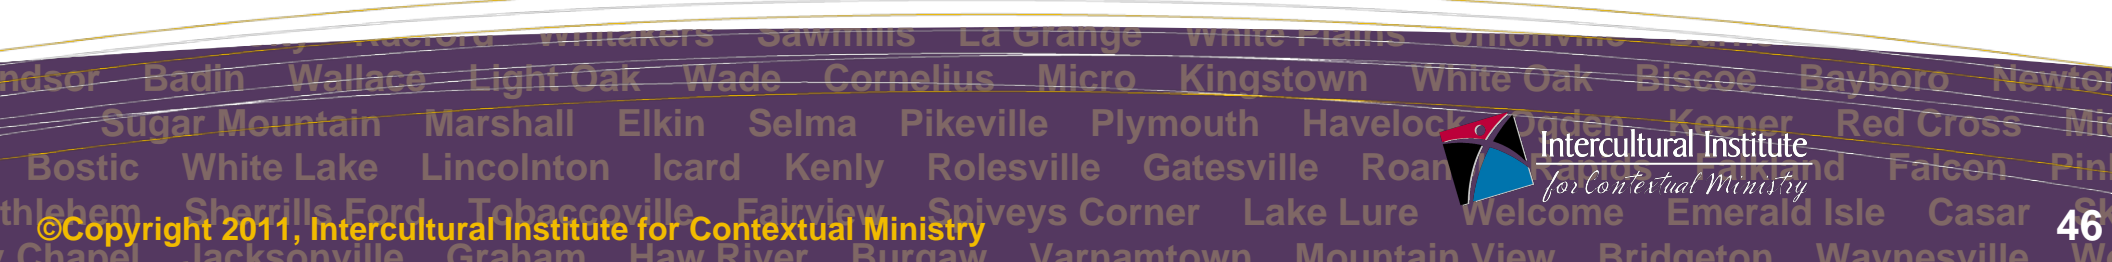 Raeford Whitakers Sawmills La Grange White Plains Unionville
ndsor Badin Wallace Light Oak Wade Cornelius Micro Kingstown White Oak Biscoe Bayboro Newton
Sugar Mountain Marshall Elkin Selma Pikeville Plymouth Havelock Keener Red Cross
Intercultural Institute
for Contextual Ministry
Bostic White Lake Lincolnton Icard Kenly Rolesville Gatesville Roan Falcon
thlehem Sherrills Ford Tobaccoville Fairview Spiveys Corner Lake Lure Welcome Emerald Isle Casar
©Copyright 2011, Intercultural Institute for Contextual Ministry
46
Chapel Jacksonville Graham Haw River Burgaw Varnamtown Mountain View Bridgeton Waynesville